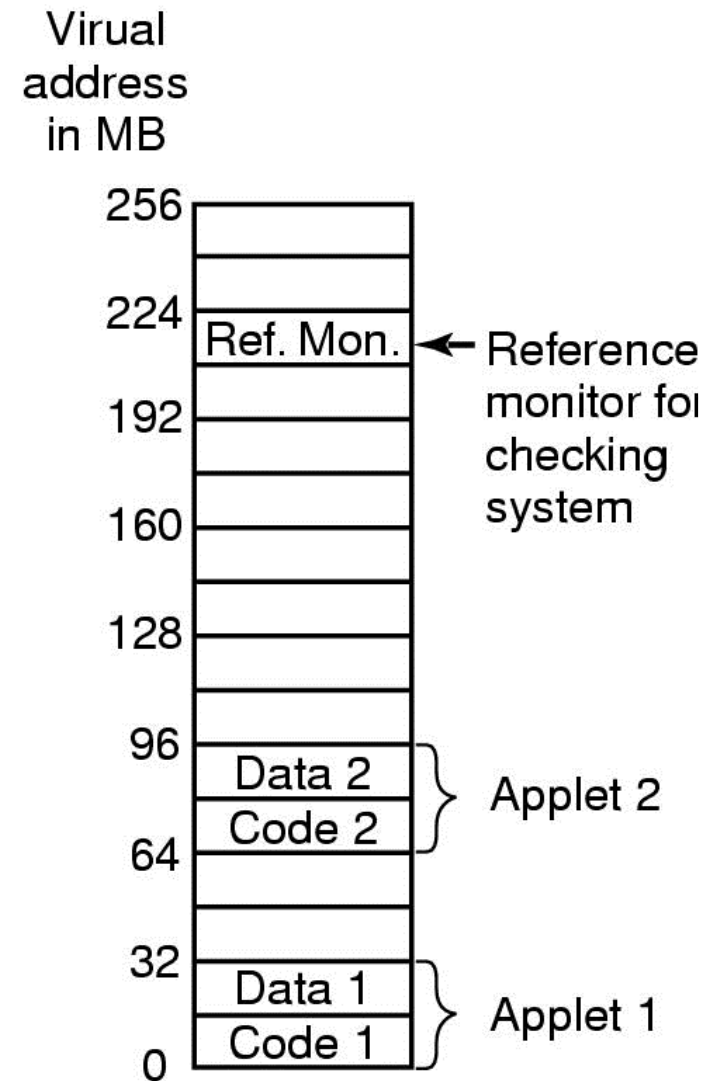 Virual
address
in MB
256
224
Ref. Mon.
Reference
monitor for
checking
system
192
160
128
96
Data 2
Applet 2
Code 2
64
32
Data 1
Applet 1
Code 1
0